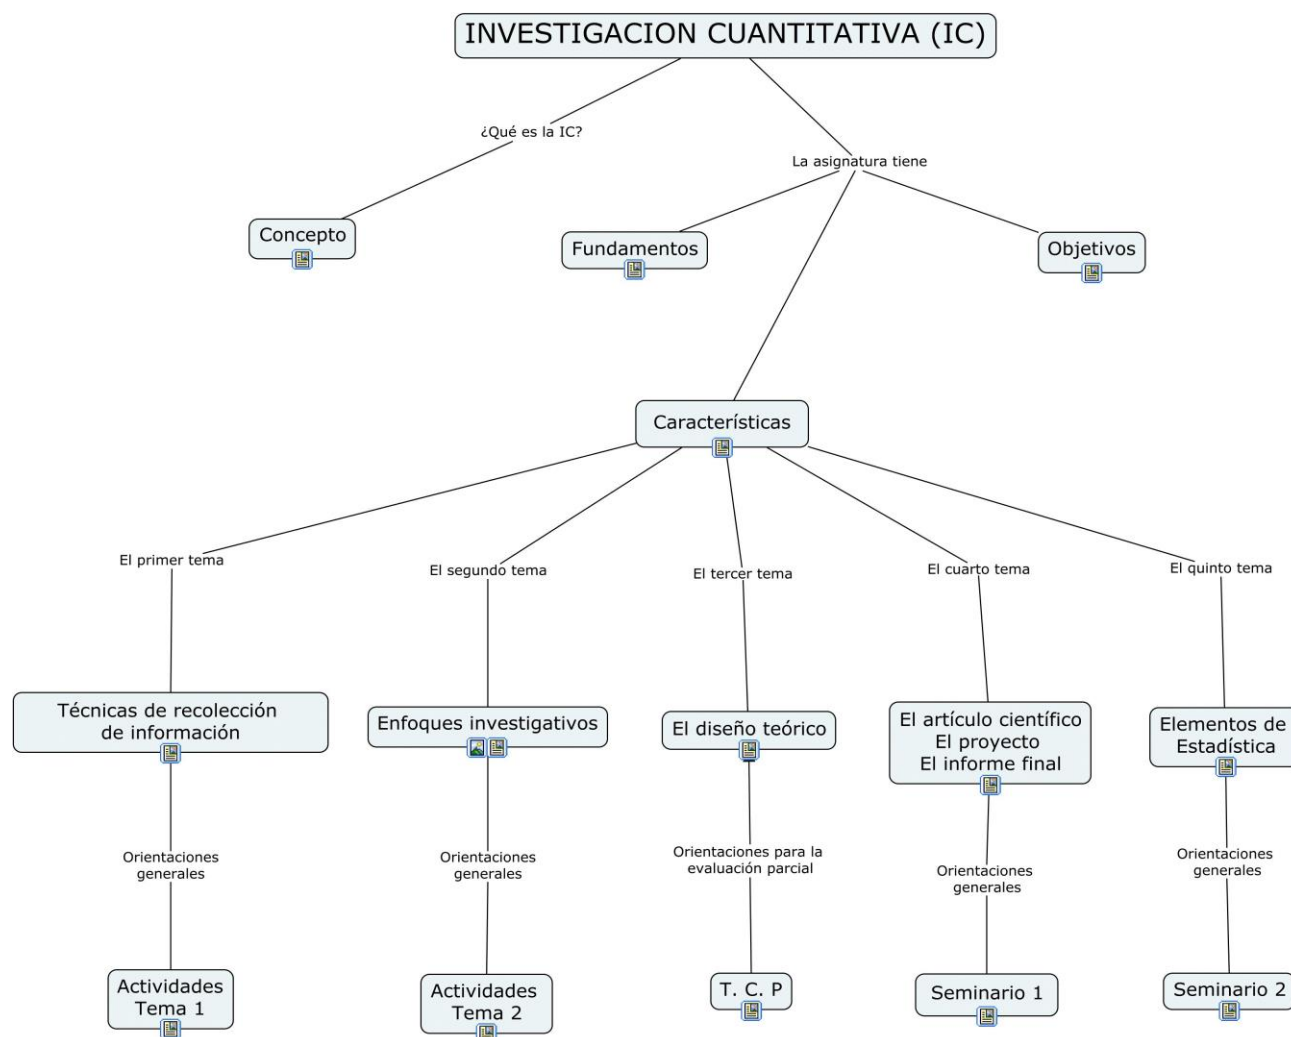 INVESTIGACION CUANTITATIVA (IC)
¿Qué es la IC?
La asignatura tiene
Concepto
Fundamentos
Objetivos
Características
El primer tema
El segundo tema
El tercer tema
El cuarto tema
El quinto tema
Técnicas de recolección
de información
Enfoques investigativos
El diseño teórico
El artículo científico
El proyecto
El informe final
Elementos de
Estadística
Orientaciones
generales
Orientaciones
generales
Orientaciones para la
evaluación parcial
Orientaciones
generales
Orientaciones
generales
Actividades
Tema 1
Actividades
Tema 2
T. C. P
Seminario 1
Seminario 2